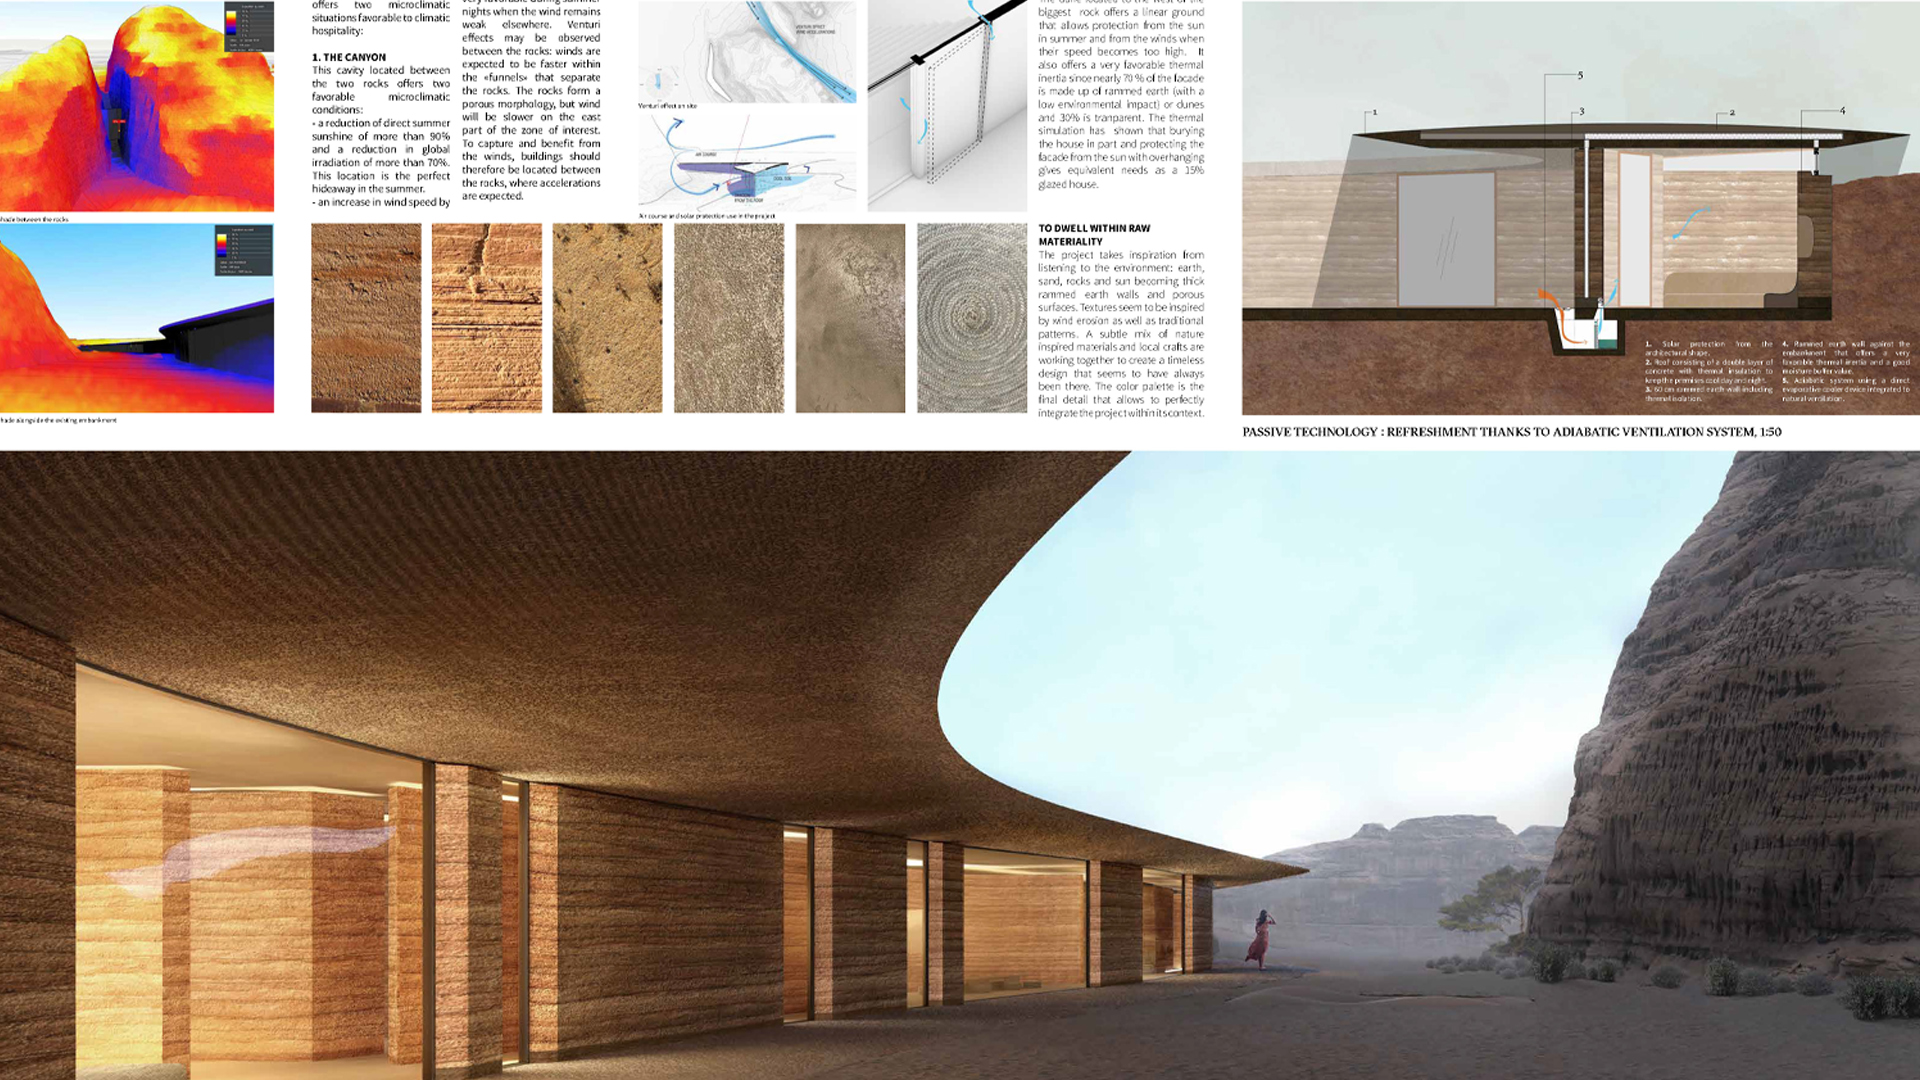 offers two microclimatic
situations favorable to climatic
hospitality:
1. THE CANYON
This cavity located between
the two rocks offers two
favorable microclimatic
conditions:
- a reduction of direct summer
sunshine of more than 90%
and a reduction in global
irradiation of more than 70%.
This location is the perfect
hideaway in the summer.
- an increase in wind speed by
nights when the wind remains
weak elsewhere. Venturi
effects may be observed
between the rocks: winds are
expected to be faster within
the «funnels» that separate
the rocks. The rocks form a
porous morphology, but wind
will be slower on the east
part of the zone of interest.
To capture and benefit from
the winds, buildings should
therefore be located between
the rocks, where accelerations
are expected.
VENTURI EFFECT
WIND ACCELERATIONS
Venturi effect on site
AIR COURSE
Air course and solar protection use in the project
biggest rock offers a linear ground
that allows protection from the sun
in summer and from the winds when
their speed becomes too high. It
also offers a very favorable thermal
inertia since nearly 70 % of the facade
is made up of rammed earth (with a
low environmental impact) or dunes
and 30% is tranparent. The thermal
simulation has shown that burying
the house in part and protecting the
facade from the sun with overhanging
gives equivalent needs as a 15%
glazed house.
TO DWELL WITHIN RAW
MATERIALITY
The project takes inspiration from
listening to the environment: earth,
sand, rocks and sun becoming thick
rammed earth walls and porous
surfaces. Textures seem to be inspired
by wind erosion as well as traditional
patterns. A subtle mix of nature
inspired materials and local crafts are
working together to create a timeless
design that seems to have always
been there. The color palette is the
final detail that allows to perfectly
integrate the project within its context.
hade between the rocks
hade alongside the existing embankment
5
1
3
2
4
1. Solar protection from the
architectural shape.
2. Roof consisting of a double layer of
concrete with thermal insulation to
keep the premises cool day and night.
3. 60 cm rammed earth wall including
thermal isolation.
4. Rammed earth wall against the
embankment that offers a very
favorable thermal inertia and a good
moisture buffer value.
5. Adiabatic system using a direct
evaporative cooler device integrated to
natural ventilation.
PASSIVE TECHNOLOGY : REFRESHMENT THANKS TO ADIABATIC VENTILATION SYSTEM, 1:50